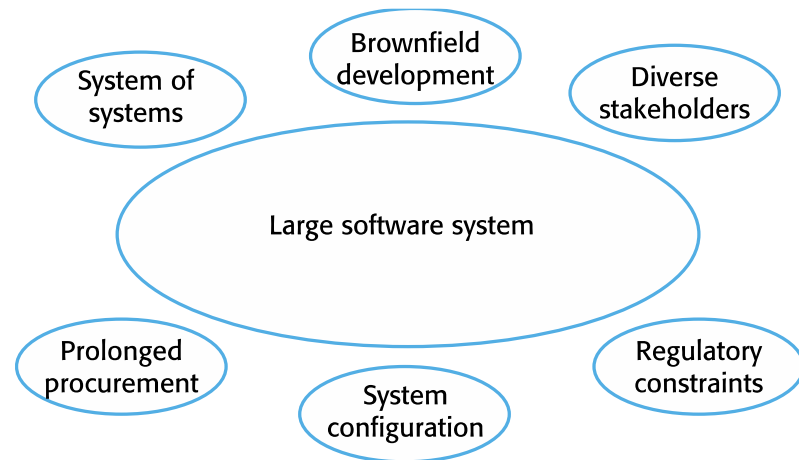 Brownfield
development
System of
systems
Diverse
stakeholders
Large software system
Prolonged
procurement
System
configuration
Regulatory
constraints